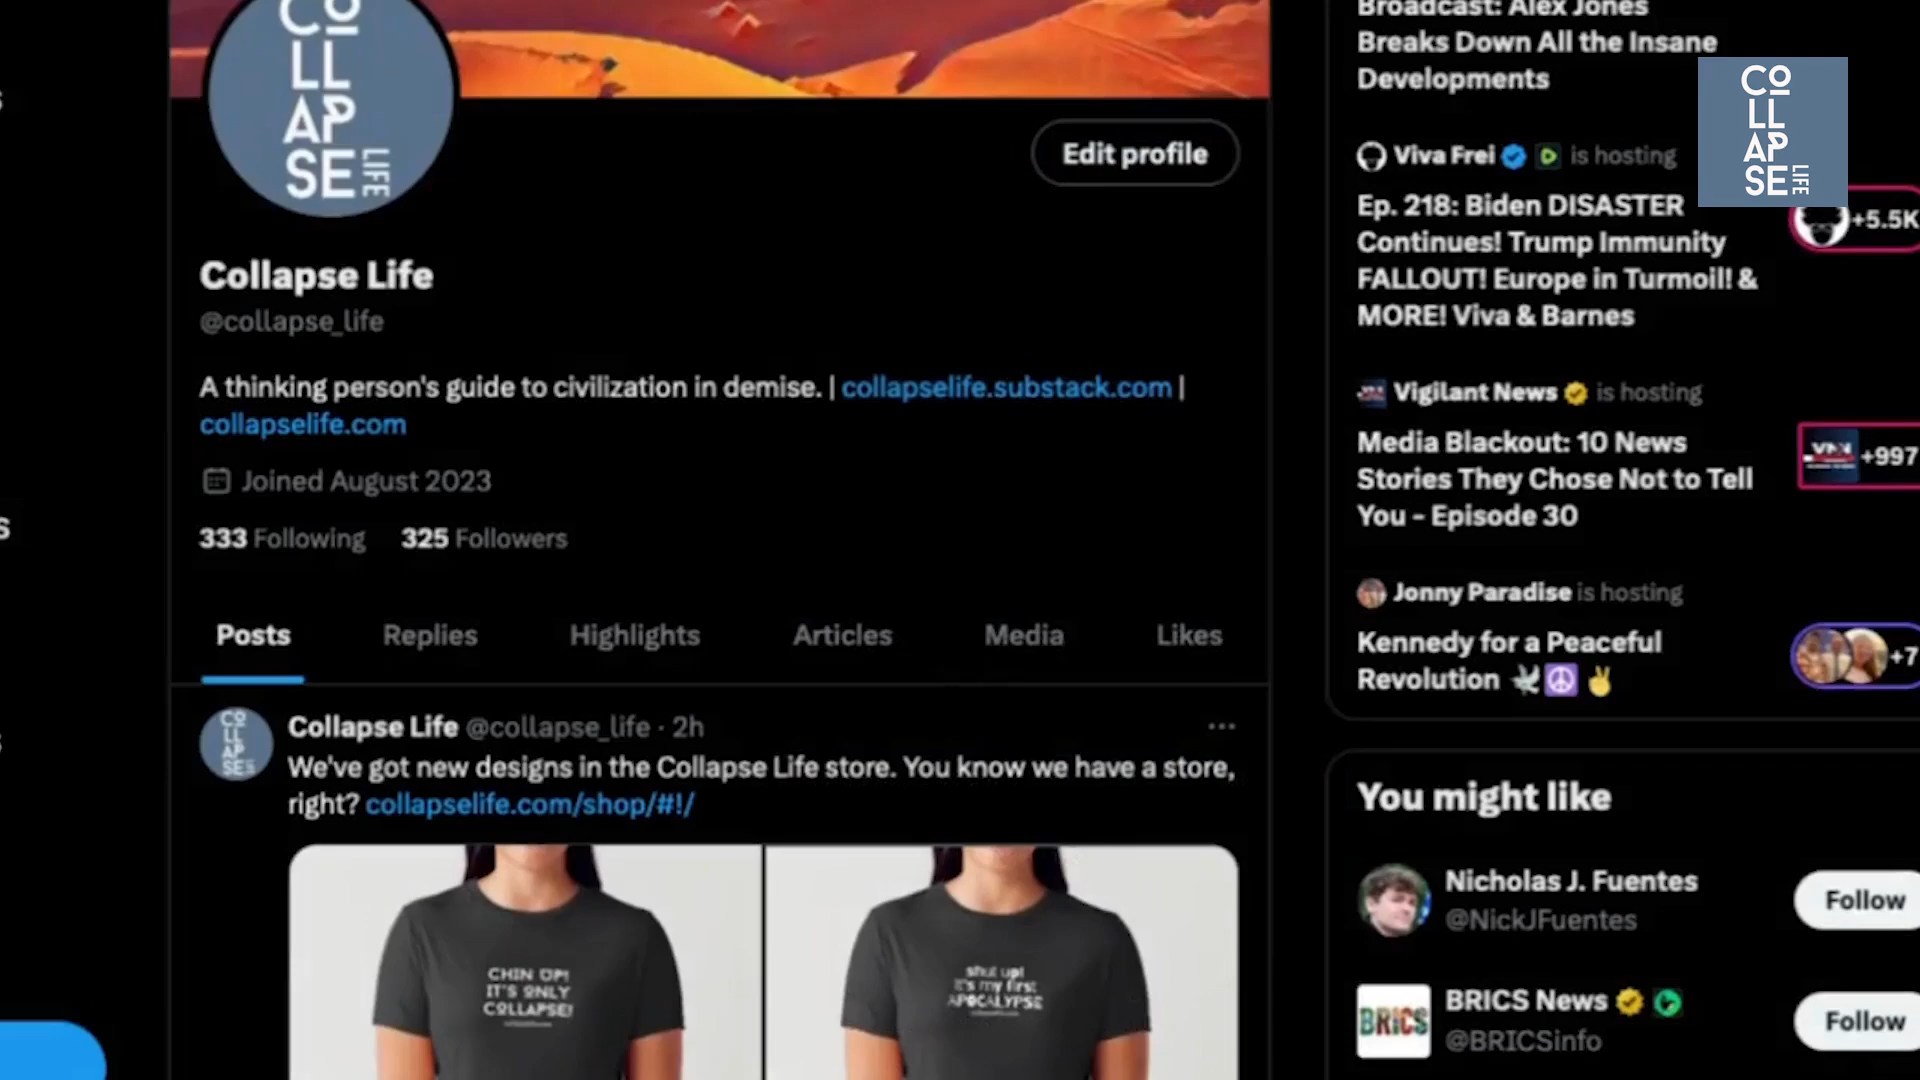 CO
LL
AP
SE LIFE
Edit profile
Collapse Life
@collapse_life
A thinking person's guide to civilization in demise. | collapselife.substack.com |
collapselife.com
Joined August 2023
333 Following 325 Followers
Posts Replies Highlights Articles Media Likes
CO
LL
AP
SE
Collapse Life @collapse_life · 2h
We've got new designs in the Collapse Life store. You know we have a store,
right? collapselife.com/shop/#!/
CHIN UP!
IT'S ONLY
COLLAPSE!
shut up!
it's my first
APOCALYPSE
Broadcast: Alex Jones
Breaks Down All the Insane
Developments
CO
LL
AP
SE LIFE
Viva Frei is hosting
Ep. 218: Biden DISASTER
Continues! Trump Immunity
FALLOUT! Europe in Turmoil! &
MORE! Viva & Barnes
+5.5K
Vigilant News is hosting
Media Blackout: 10 News
Stories They Chose Not to Tell
You - Episode 30
+997
Jonny Paradise is hosting
Kennedy for a Peaceful
Revolution 🕊️☮️✌️
+7
You might like
Nicholas J. Fuentes
@NickJFuentes
Follow
BRICS
BRICS News
@BRICSinfo
Follow